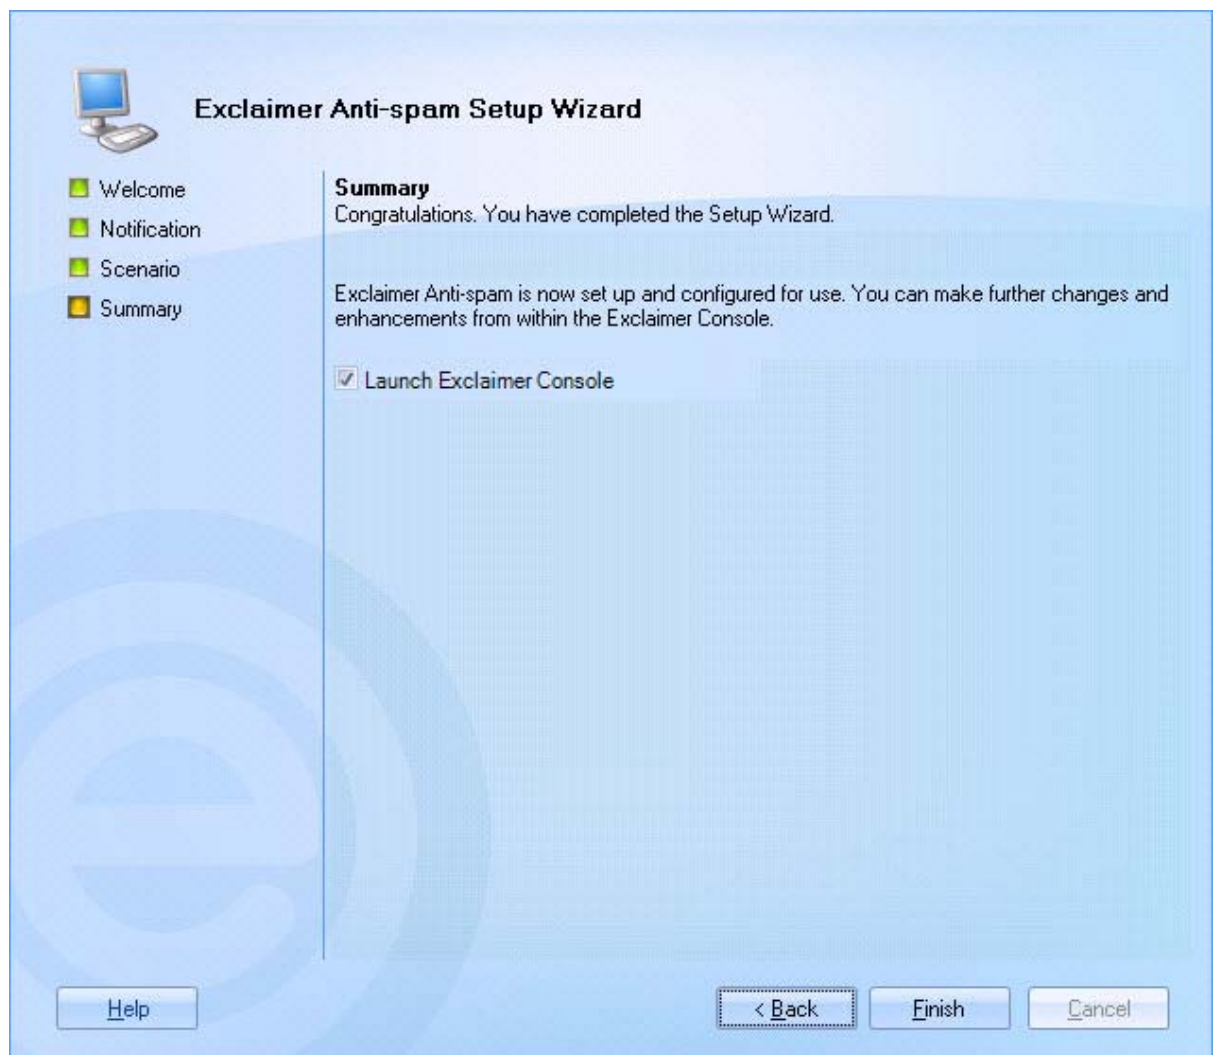 Exclaimer Anti-spam Setup Wizard
Welcome
Notification
Scenario
Summary
Summary
Congratulations. You have completed the Setup Wizard.
Exclaimer Anti-spam is now set up and configured for use. You can make further changes and
enhancements from within the Exclaimer Console.
Launch Exclaimer Console
Help
< Back
Finish
Cancel